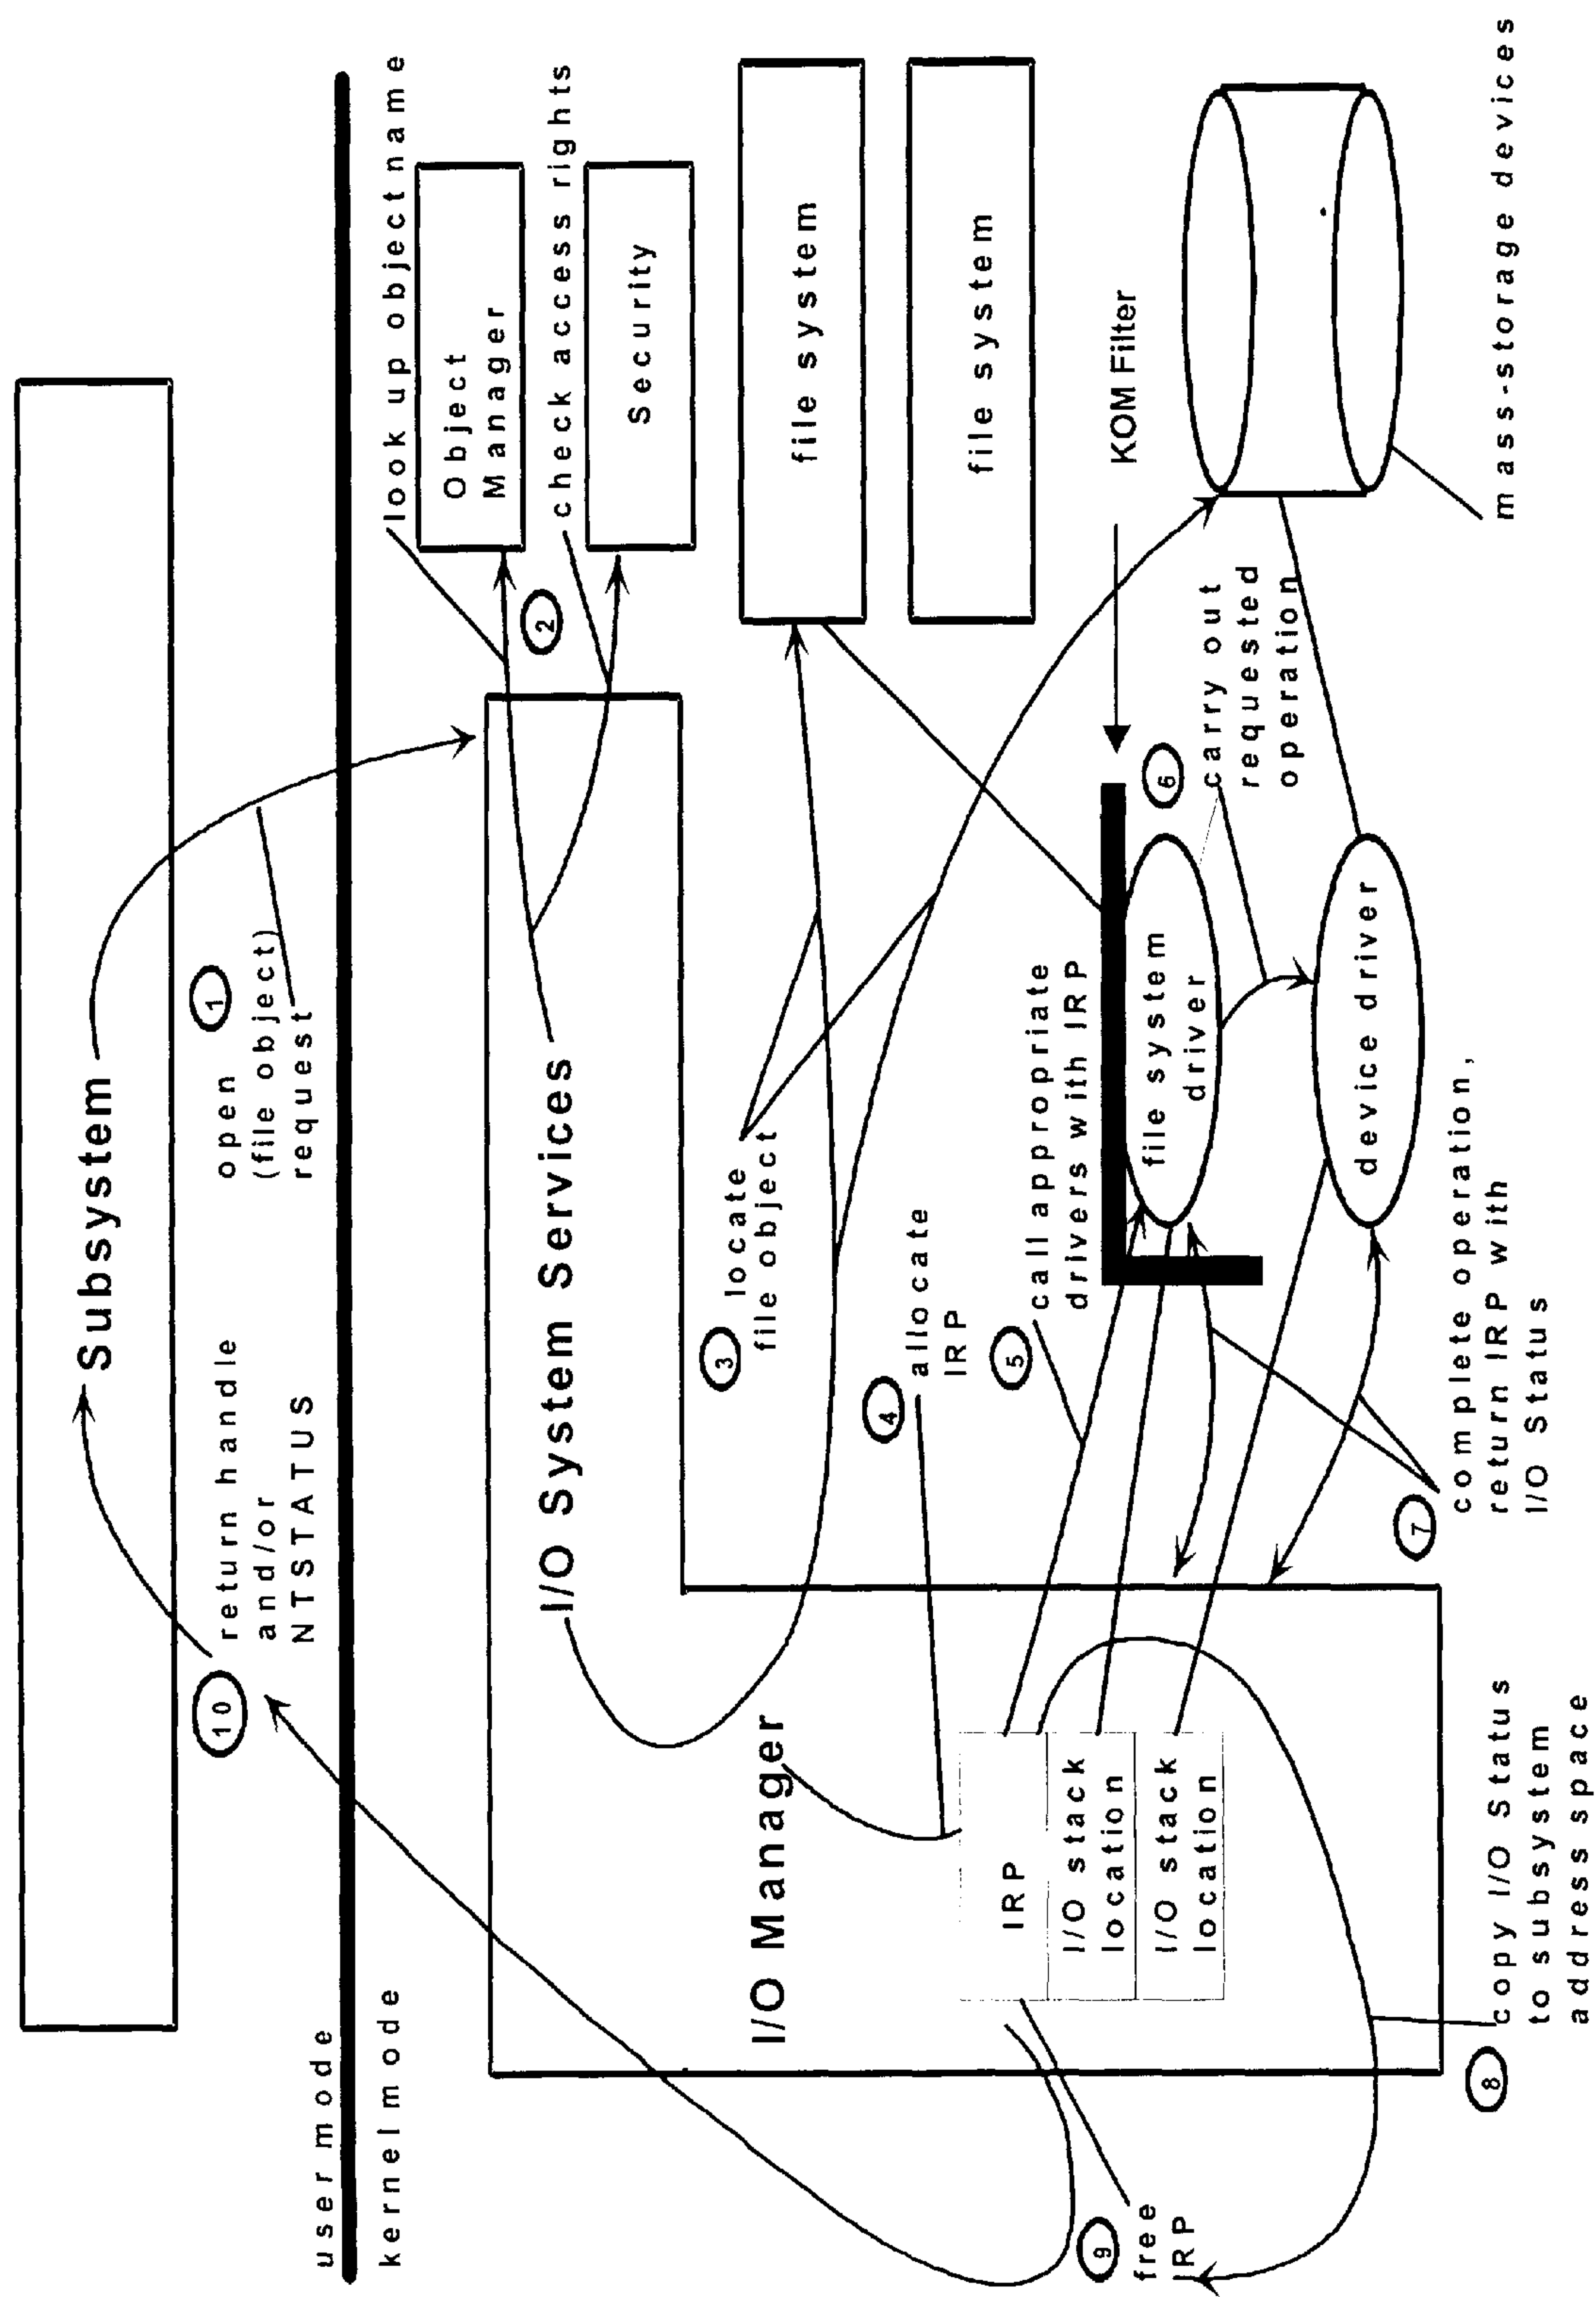 Subsystem
1
open
(file object)
request
10
return handle
and/or
NTSTATUS
user mode
kernel mode
look up object name
Object
Manager
2
check access rights
Security
I/O System Services
3
locate
file object
file system
file system
I/O Manager
4
allocate
IRP
5
call appropriate
drivers with IRP
KOM Filter
6
carry out
requested
operation
file system
driver
device driver
IRP
I/O stack
location
I/O stack
location
7
complete operation,
return IRP with
I/O Status
mass-storage devices
8
copy I/O Status
to subsystem
address space
9
free
IRP